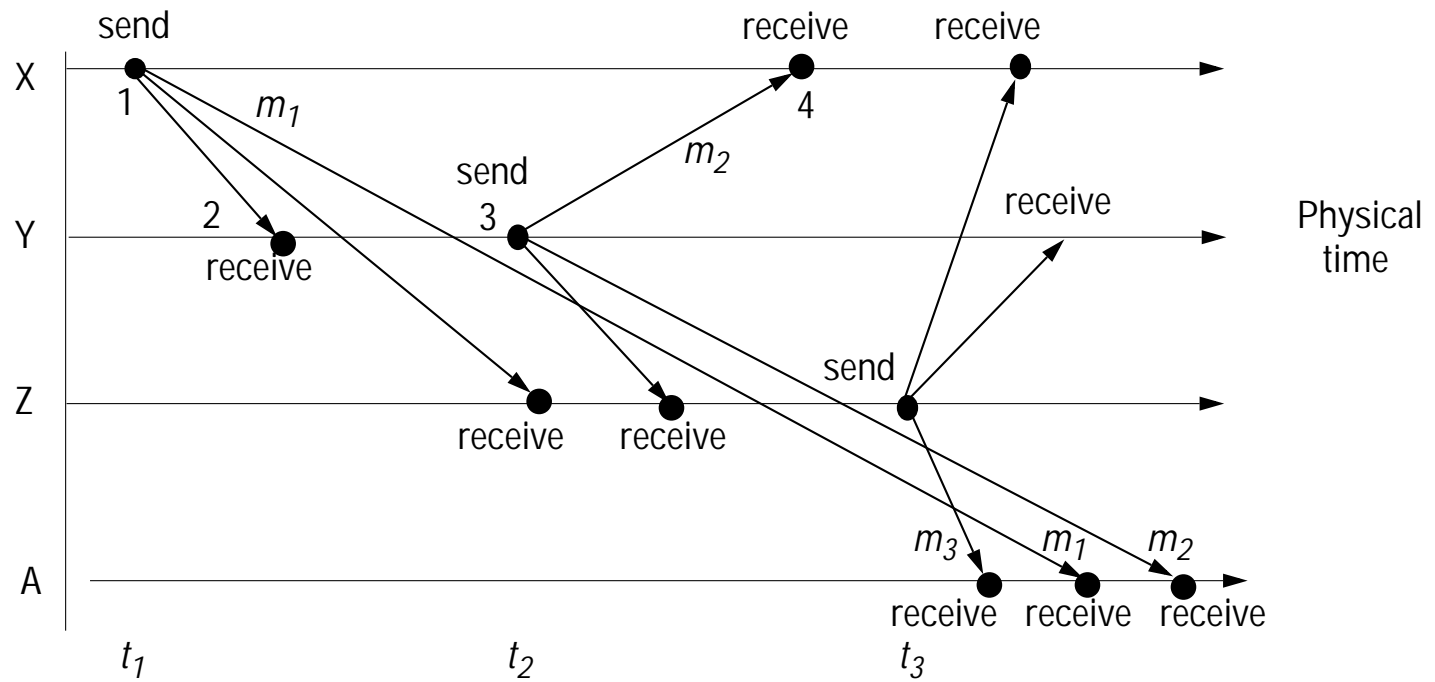 send
receive
receive
X
1
m1
4
m2
send
receive
2
3
Y
receive
Physical
time
send
Z
receive
receive
m3
m1
m2
A
receive
receive
receive
t1
t2
t3